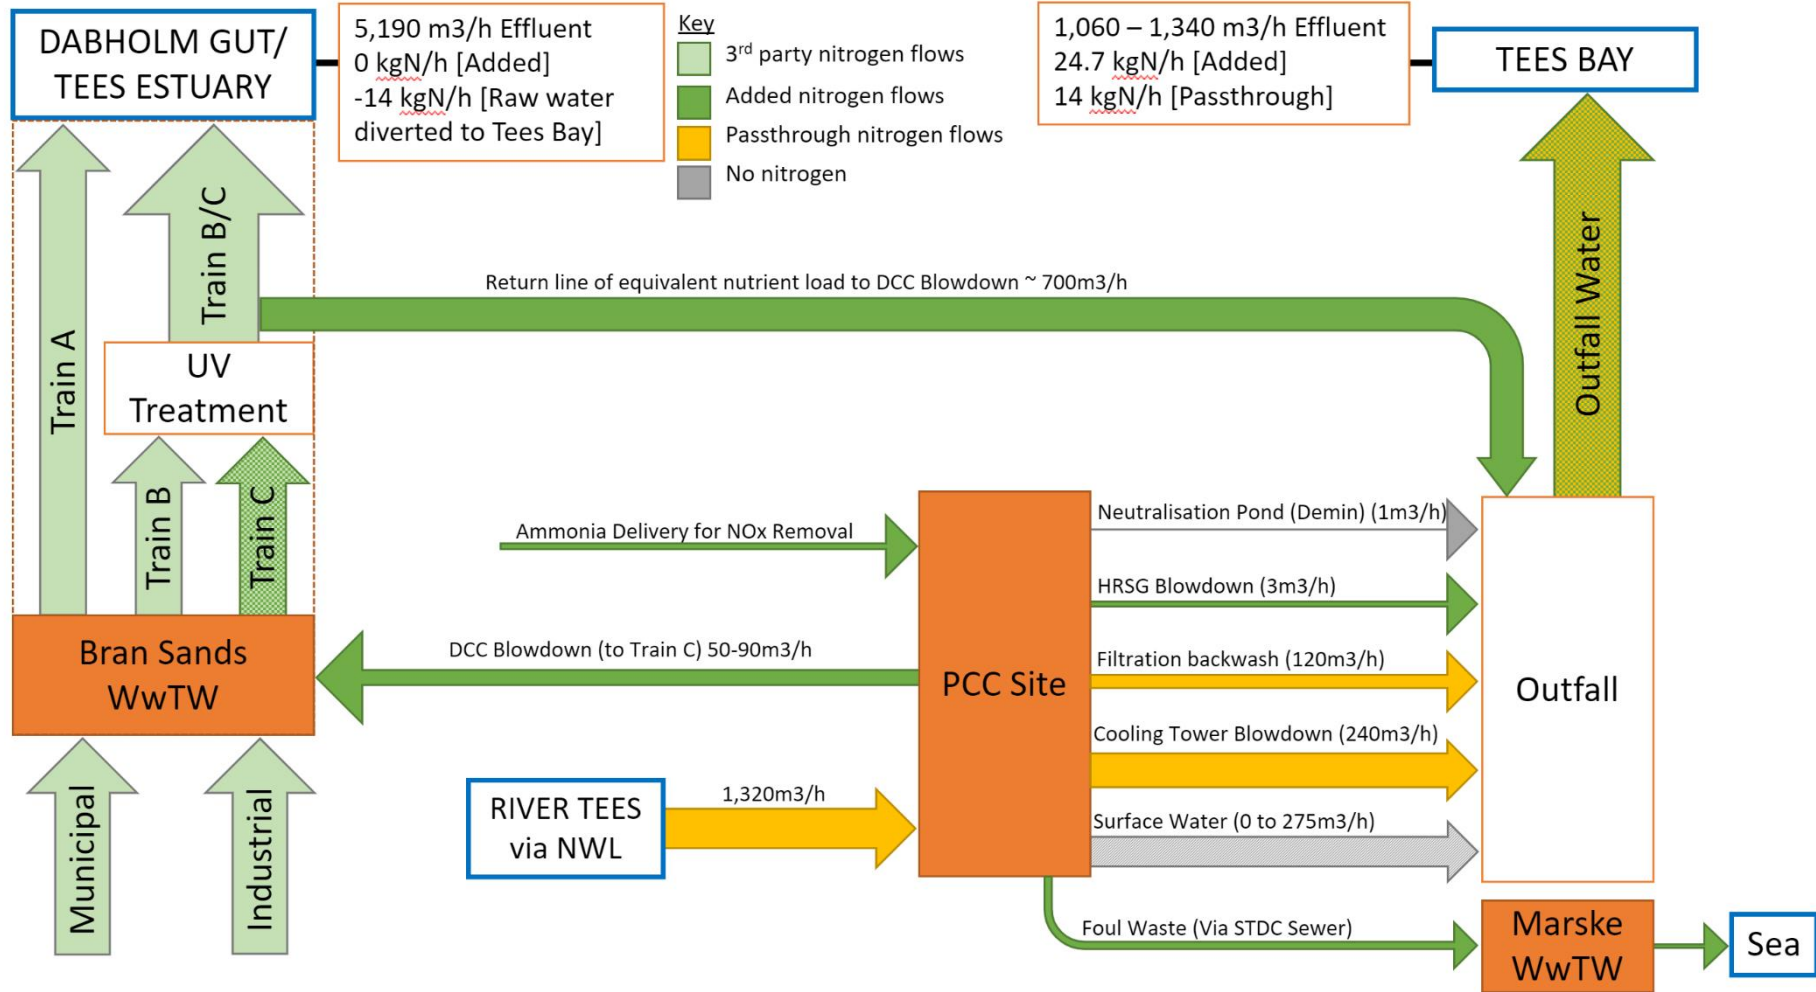 DABHOLM GUT/
TEES ESTUARY
5,190 m3/h Effluent
0 kgN/h [Added]
-14 kgN/h [Raw water
diverted to Tees Bay]
Key
3rd party nitrogen flows
Added nitrogen flows
Passthrough nitrogen flows
No nitrogen
1,060 – 1,340 m3/h Effluent
24.7 kgN/h [Added]
14 kgN/h [Passthrough]
TEES BAY
Train A
Train B/C
UV
Treatment
Train B
Train C
Return line of equivalent nutrient load to DCC Blowdown ~ 700m3/h
Outfall Water
Ammonia Delivery for NOx Removal
Neutralisation Pond (Demin) (1m3/h)
HRSG Blowdown (3m3/h)
Bran Sands
WwTW
DCC Blowdown (to Train C) 50-90m3/h
PCC Site
Filtration backwash (120m3/h)
Outfall
Cooling Tower Blowdown (240m3/h)
Municipal
Industrial
RIVER TEES
via NWL
1,320m3/h
Surface Water (0 to 275m3/h)
Foul Waste (Via STDC Sewer)
Marske
WwTW
Sea